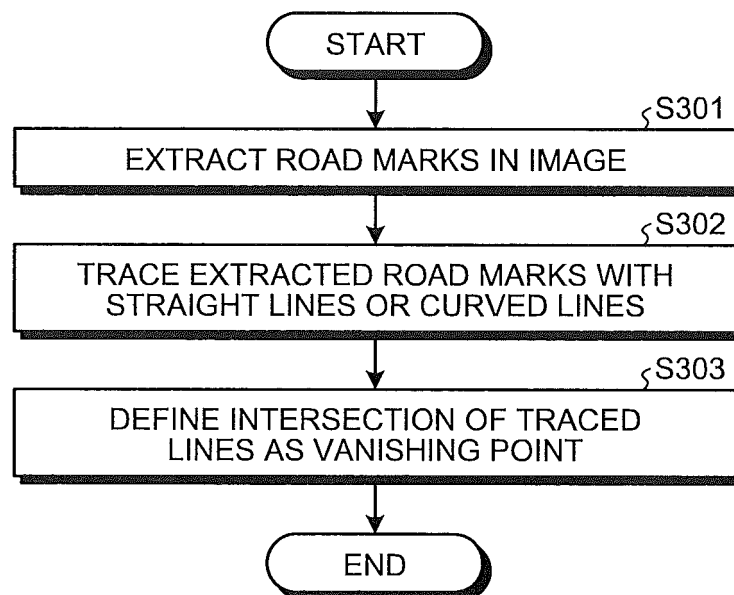 START
S301
EXTRACT ROAD MARKS IN IMAGE
S302
TRACE EXTRACTED ROAD MARKS WITH
STRAIGHT LINES OR CURVED LINES
S303
DEFINE INTERSECTION OF TRACED
LINES AS VANISHING POINT
END